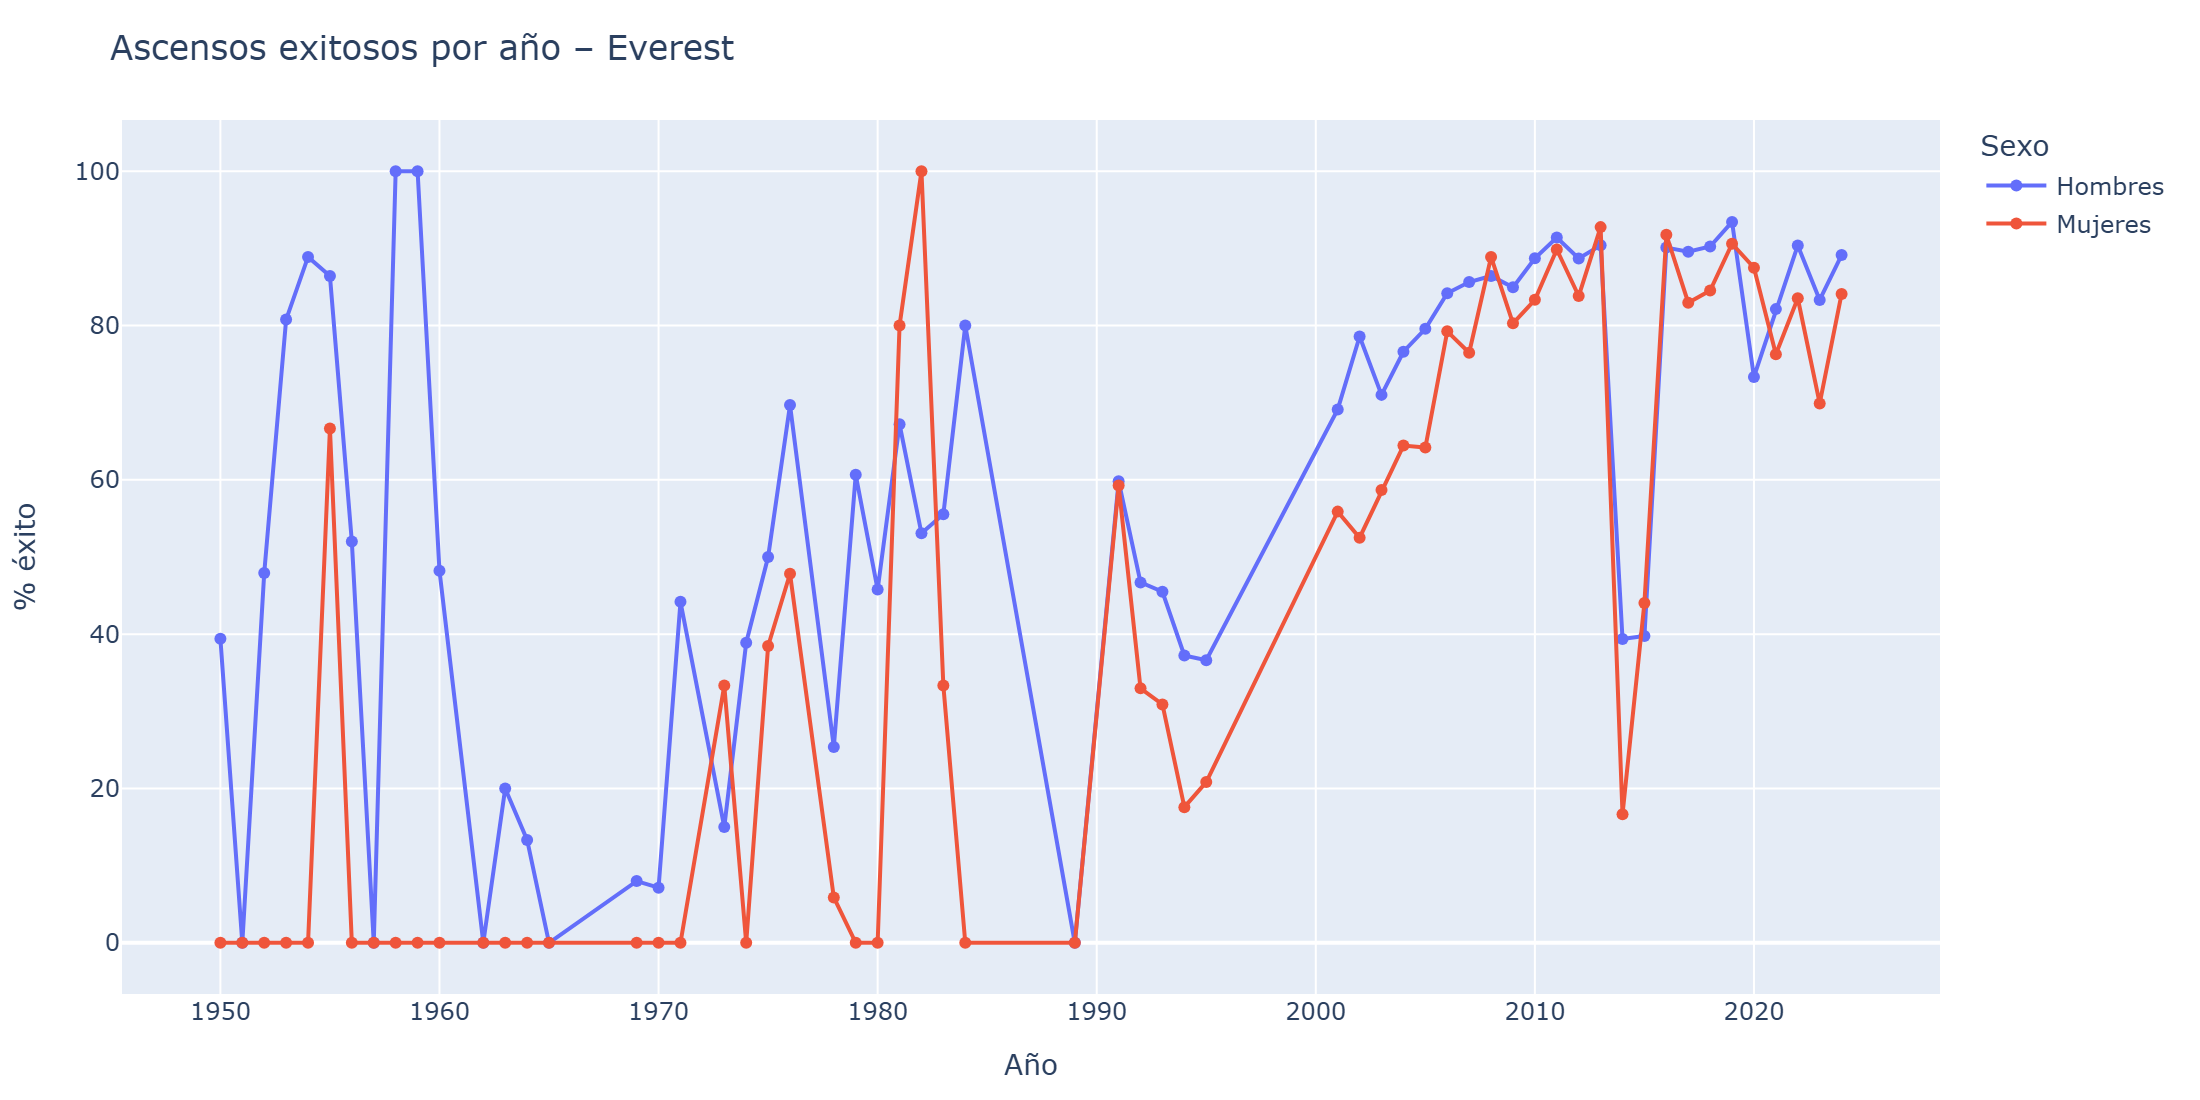 Ascensos exitosos por año – Everest
Sexo
Hombres
Mujeres
% éxito
100
80
60
40
20
0
1950 1960 1970 1980 1990 2000 2010 2020
Año